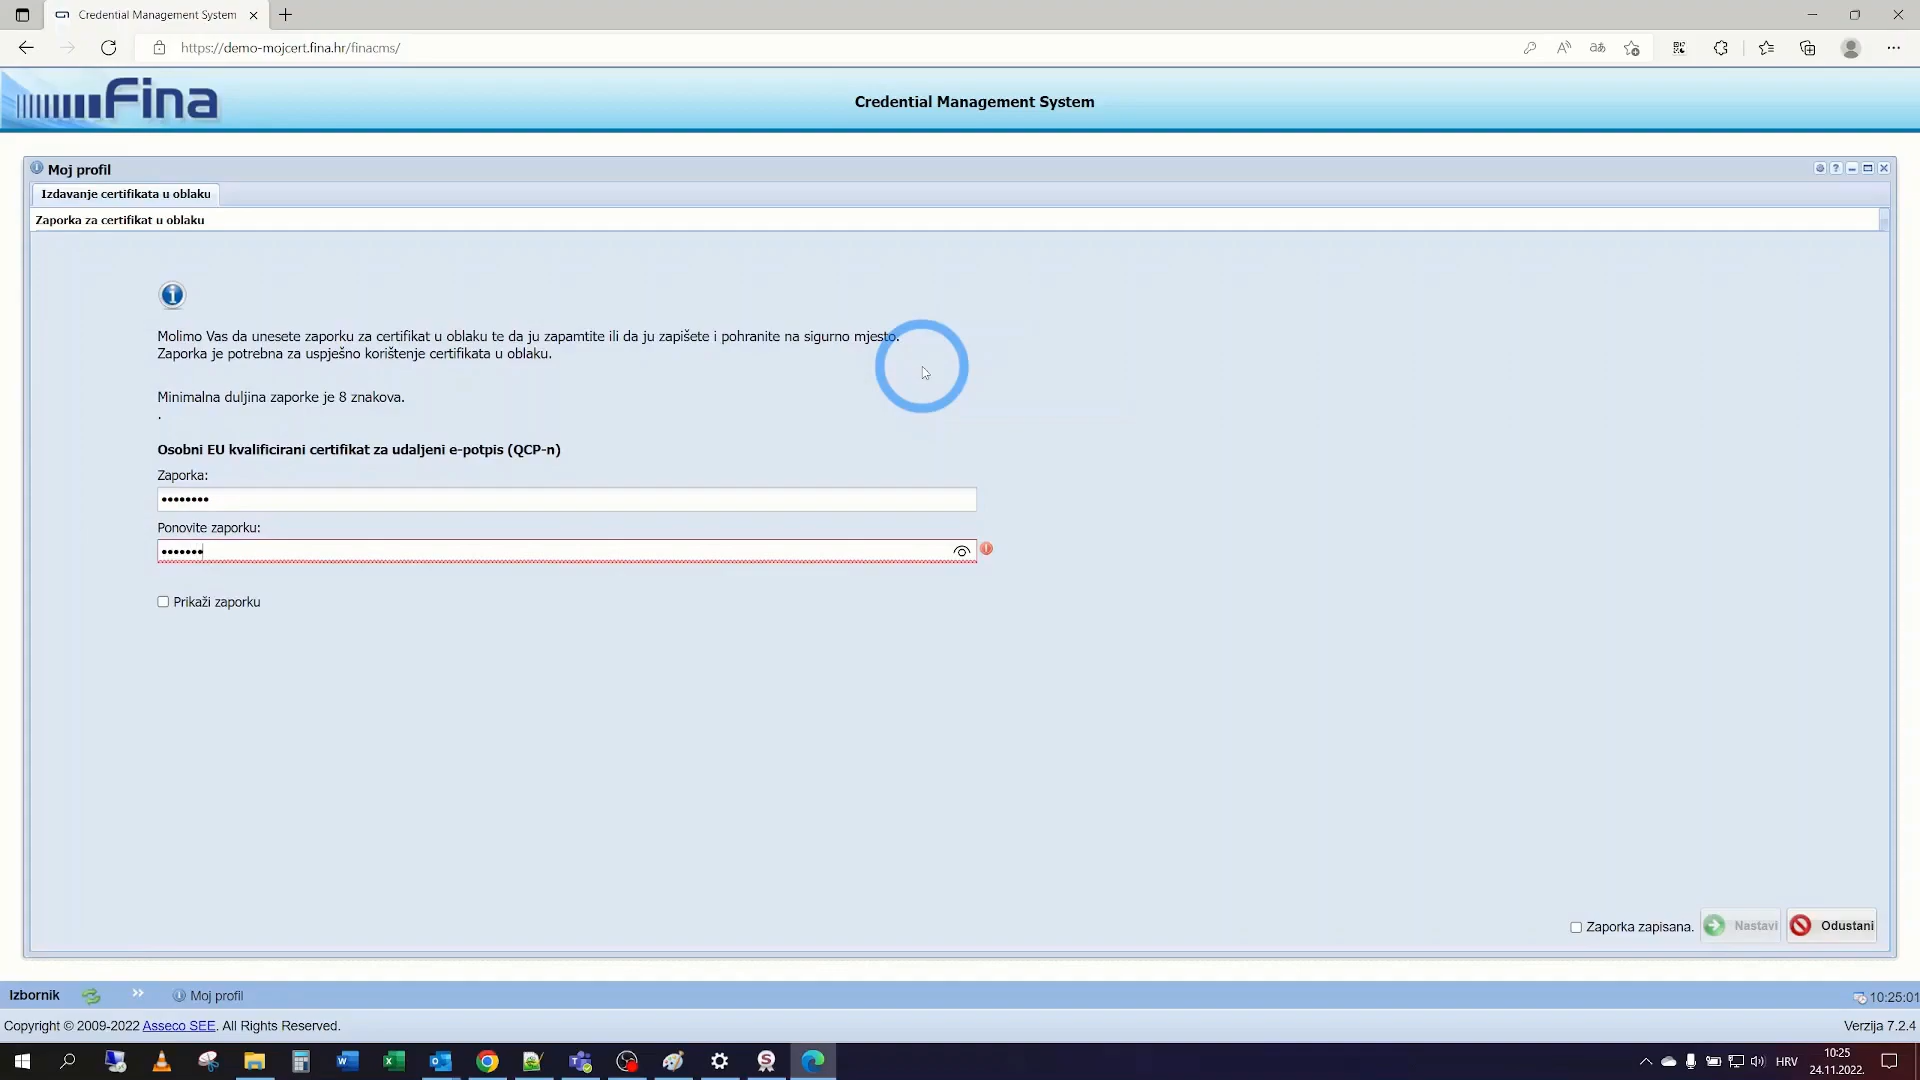 Credential Management System
https://demo-mojcert.fina.hr/finacms/
Fina
Credential Management System
Moj profil
Izdavanje certifikata u oblaku
Zaporka za certifikat u oblaku
Molimo Vas da unesete zaporku za certifikat u oblaku te da ju zapamtite ili da ju zapišete i pohranite na sigurno mjesto.
Zaporka je potrebna za uspješno korištenje certifikata u oblaku.
Minimalna duljina zaporke je 8 znakova.
.
Osobni EU kvalificirani certifikat za udaljeni e-potpis (QCP-n)
Zaporka:
••••••••
Ponovite zaporku:
•••••••
Prikaži zaporku
Zaporka zapisana. Nastavi Odustani
Izbornik Moj profil 10:25:01
Copyright © 2009-2022 Asseco SEE. All Rights Reserved. Verzija 7.2.4
HRV 10:25
24.11.2022.